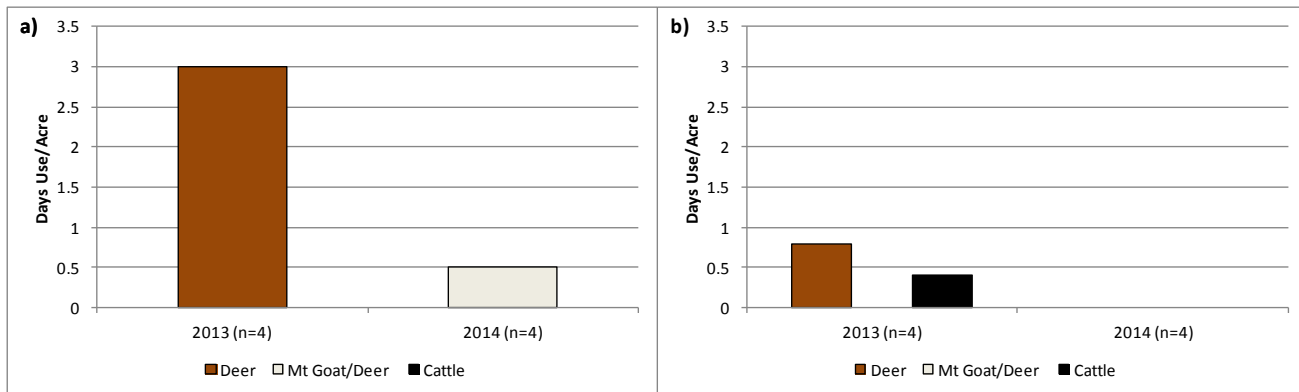 a)
Days Use/Acre
3.5
3
2.5
2
1.5
1
0.5
0
2013 (n=4) 2014 (n=4)
Deer Mt Goat/Deer Cattle
b)
Days Use/Acre
3.5
3
2.5
2
1.5
1
0.5
0
2013 (n=4) 2014 (n=4)
Deer Mt Goat/Deer Cattle